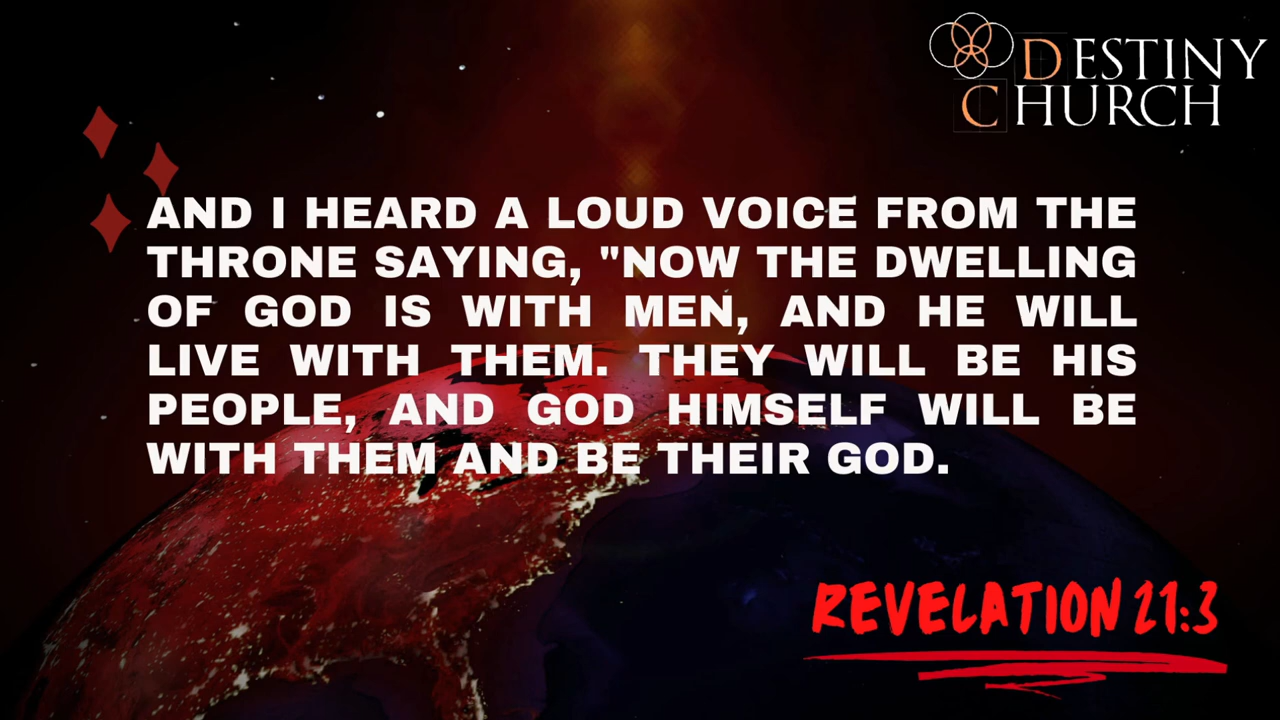 DESTINY
CHURCH
AND I HEARD A LOUD VOICE FROM THE
THRONE SAYING, "NOW THE DWELLING
OF GOD IS WITH MEN, AND HE WILL
LIVE WITH THEM. THEY WILL BE HIS
PEOPLE, AND GOD HIMSELF WILL BE
WITH THEM AND BE THEIR GOD.
REVELATION 21:3